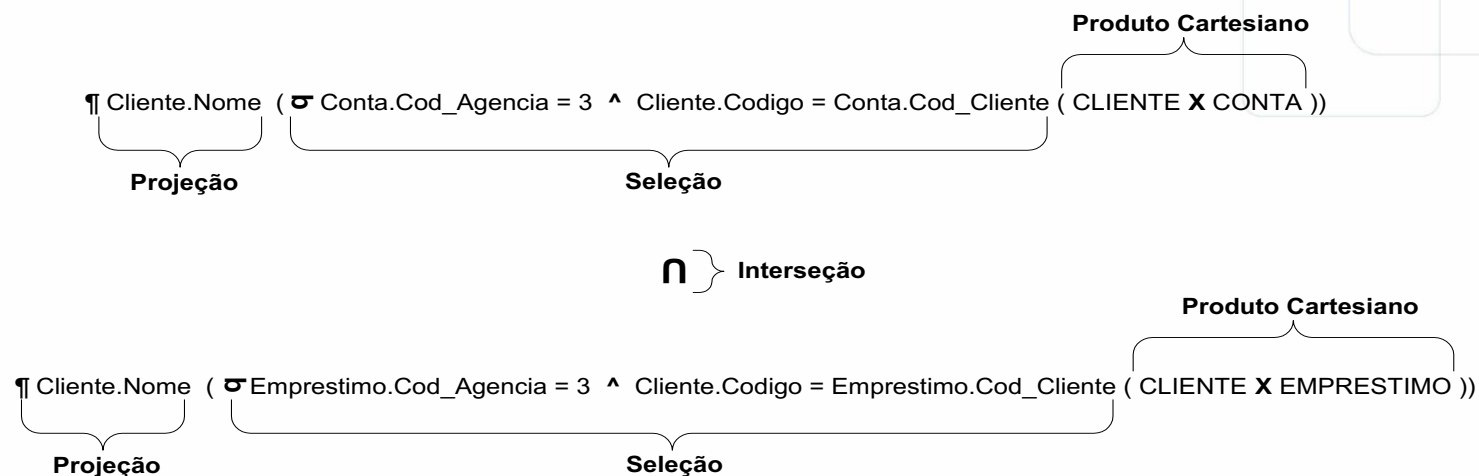 Produto Cartesiano
¶ Cliente.Nome ( σ Conta.Cod_Agencia = 3 ^ Cliente.Codigo = Conta.Cod_Cliente ( CLIENTE X CONTA ))
Projeção Seleção
∩ Interseção
Produto Cartesiano
¶ Cliente.Nome ( σ Emprestimo.Cod_Agencia = 3 ^ Cliente.Codigo = Emprestimo.Cod_Cliente ( CLIENTE X EMPRESTIMO ))
Projeção Seleção